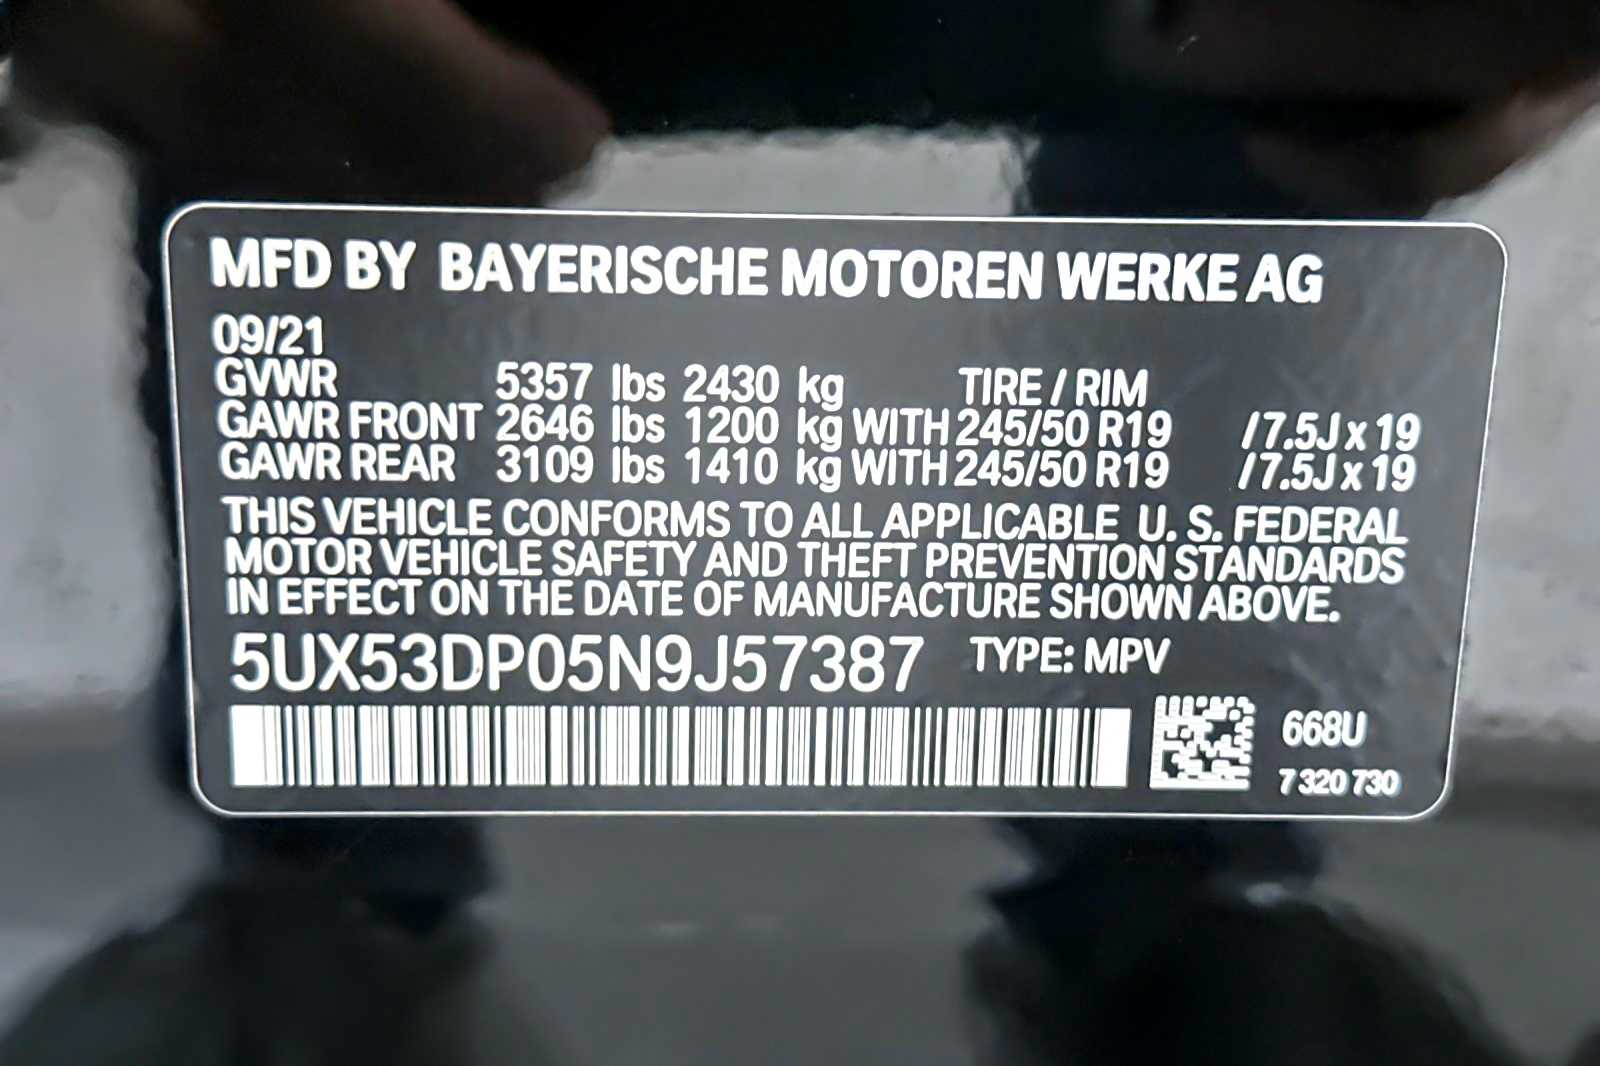 MFD BY BAYERISCHE MOTOREN WERKE AG
09/21
GVWR 5357 lbs 2430 kg TIRE / RIM
GAWR FRONT 2646 lbs 1200 kg WITH 245/50 R19 / 7.5J x 19
GAWR REAR 3109 lbs 1410 kg WITH 245/50 R19 / 7.5J x 19
THIS VEHICLE CONFORMS TO ALL APPLICABLE U. S. FEDERAL
MOTOR VEHICLE SAFETY AND THEFT PREVENTION STANDARDS
IN EFFECT ON THE DATE OF MANUFACTURE SHOWN ABOVE.
5UX53DP05N9J57387 TYPE: MPV
668U
7 320 730